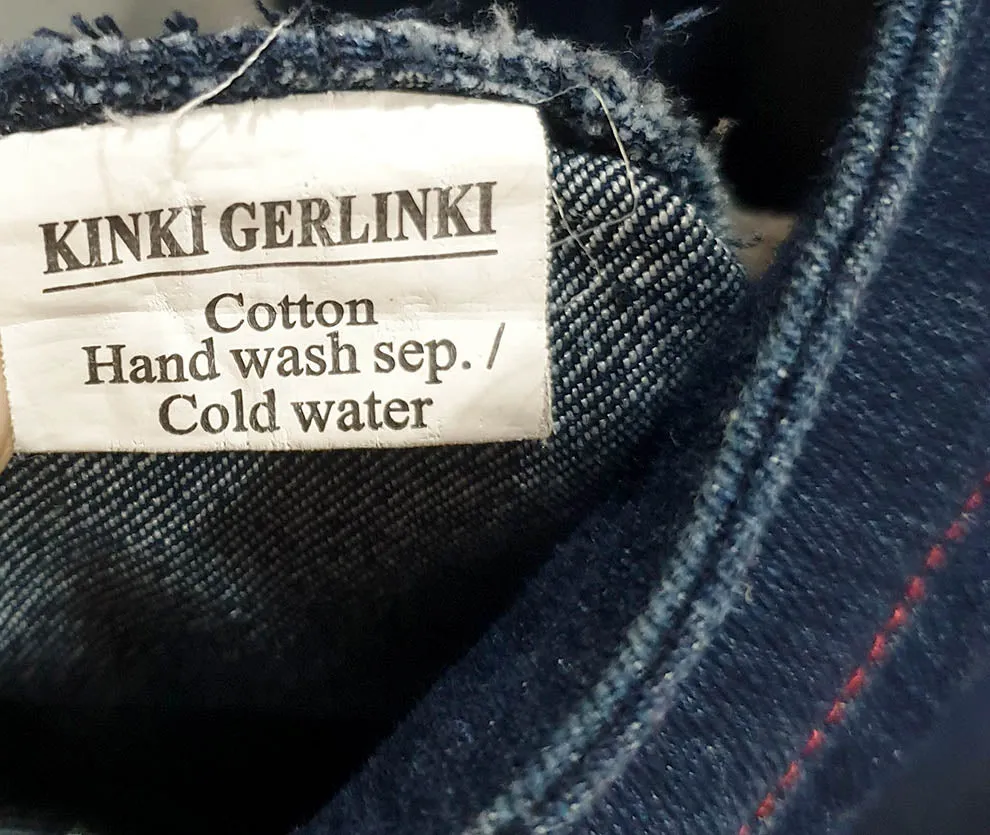 KINKI GERLINKI
Cotton
Hand wash sep. /
Cold water